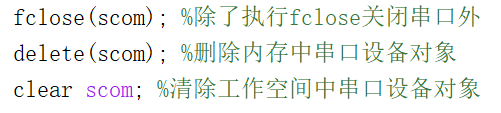 fclose(scom); %除了执行fclose关闭串口外
delete(scom); %删除内存中串口设备对象
clear scom; %清除工作空间中串口设备对象